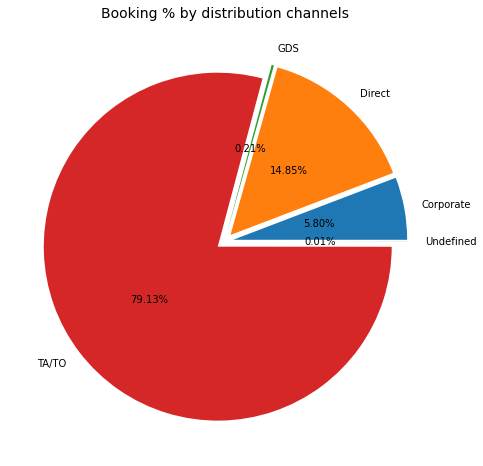 Booking % by distribution channels
GDS
Direct
0.21%
14.85%
Corporate
5.80%
0.01%
Undefined
79.13%
TA/TO